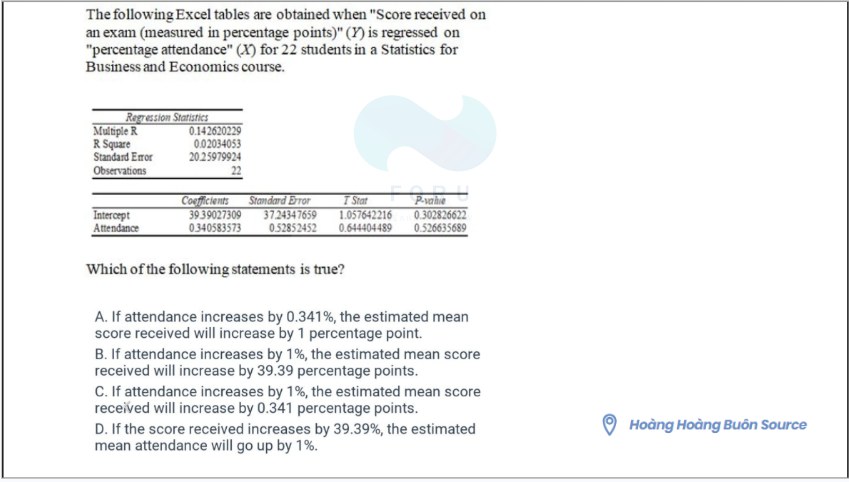 The following Excel tables are obtained when "Score received on
an exam (measured in percentage points)" (Y) is regressed on
"percentage attendance" (X) for 22 students in a Statistics for
Business and Economics course.
Regression Statistics
Multiple R 0.142620229
R Square 0.02034053
Standard Error 20.25979924
Observations 22
FORU
Coefficients Standard Error T Stat P-value
Intercept 39.39027309 37.24347659 1.057642216 0.302826622
Attendance 0.340583573 0.52852452 0.644404489 0.526635689
Which of the following statements is true?
A. If attendance increases by 0.341%, the estimated mean
score received will increase by 1 percentage point.
B. If attendance increases by 1%, the estimated mean score
received will increase by 39.39 percentage points.
C. If attendance increases by 1%, the estimated mean score
received will increase by 0.341 percentage points.
D. If the score received increases by 39.39%, the estimated
mean attendance will go up by 1%.
Hoàng Hoàng Buôn Source